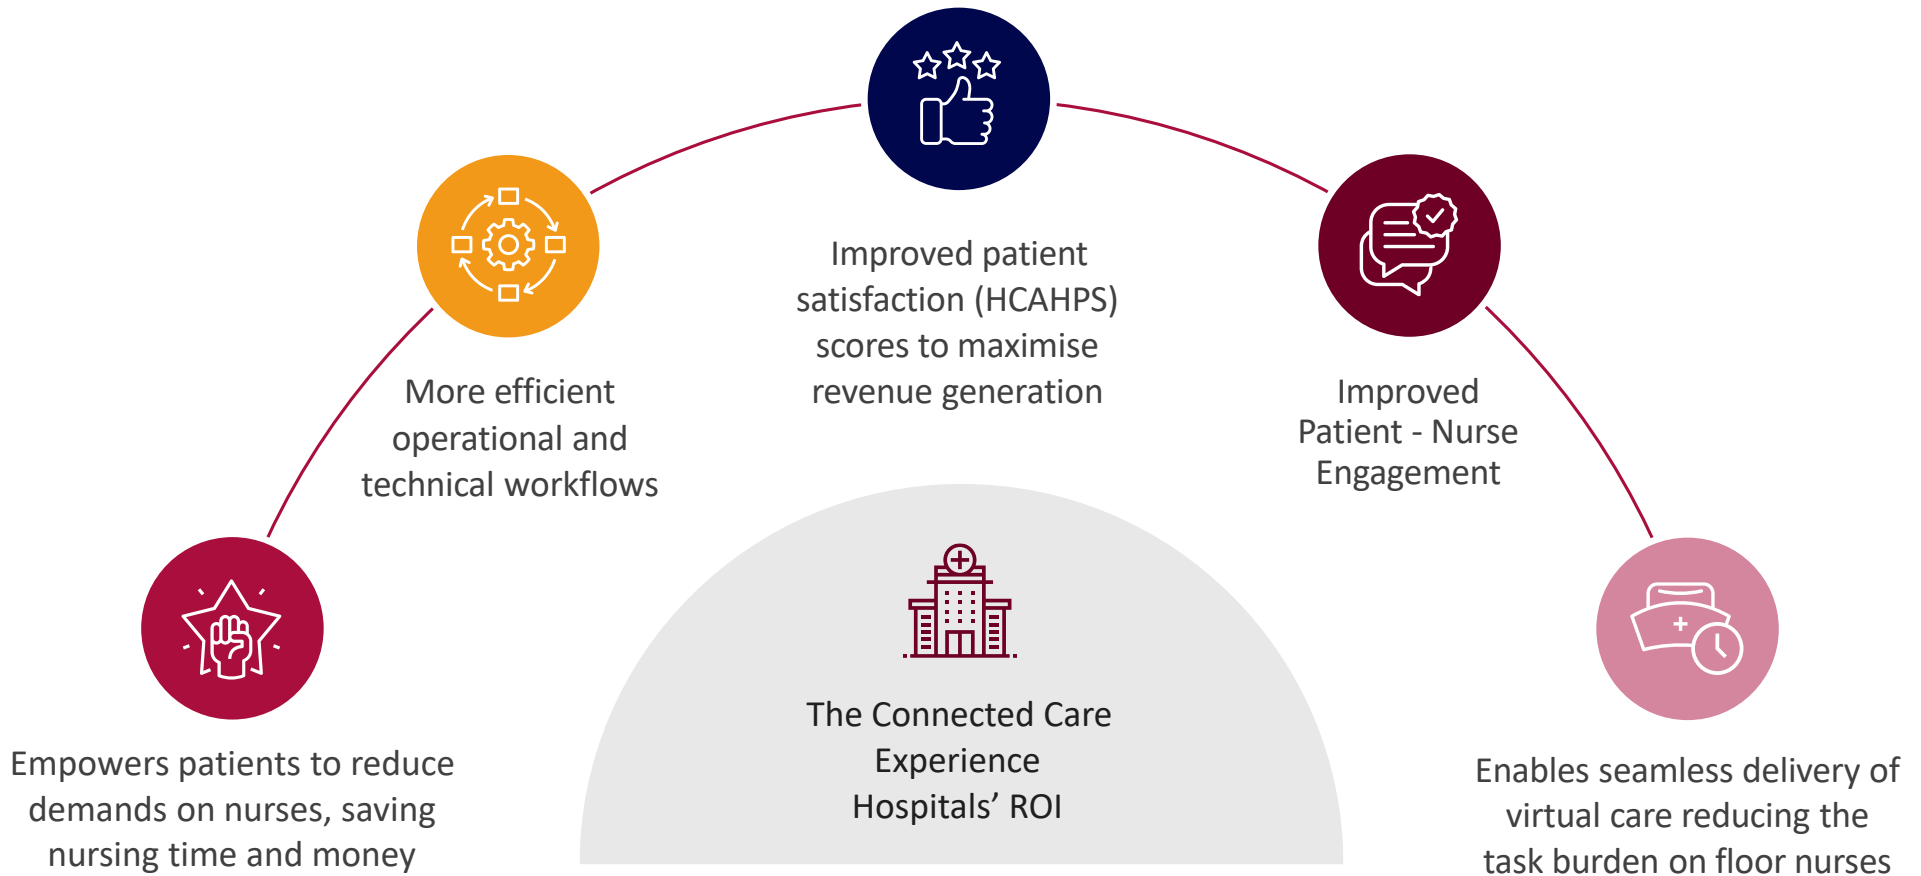 Improved patient
satisfaction (HCAHPS)
scores to maximise
revenue generation
More efficient
operational and
technical workflows
Improved
Patient - Nurse
Engagement
The Connected Care
Experience
Hospitals’ ROI
Empowers patients to reduce
demands on nurses, saving
nursing time and money
Enables seamless delivery of
virtual care reducing the
task burden on floor nurses